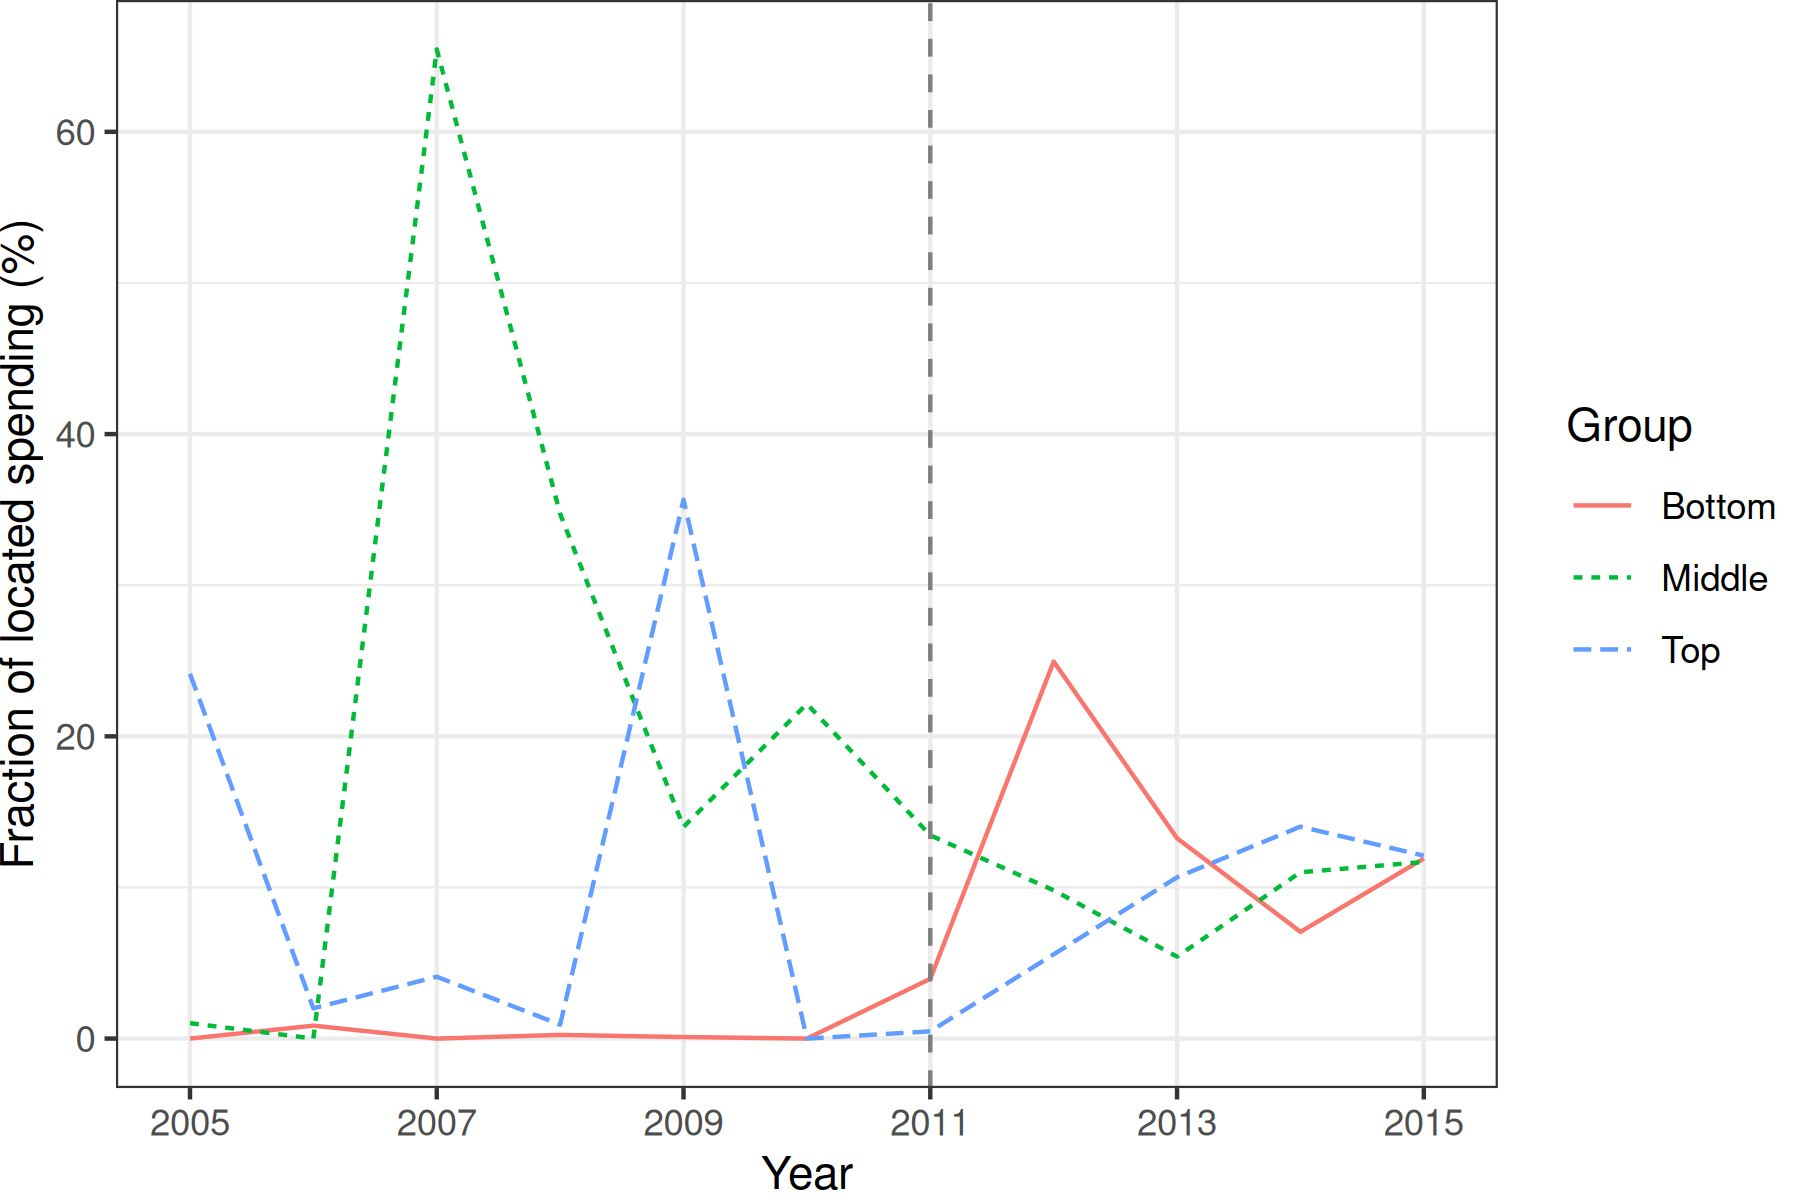 Fraction of located spending (%)
60
40
20
0
2005
2007
2009
2011
2013
2015
Year
Group
Bottom
Middle
Top